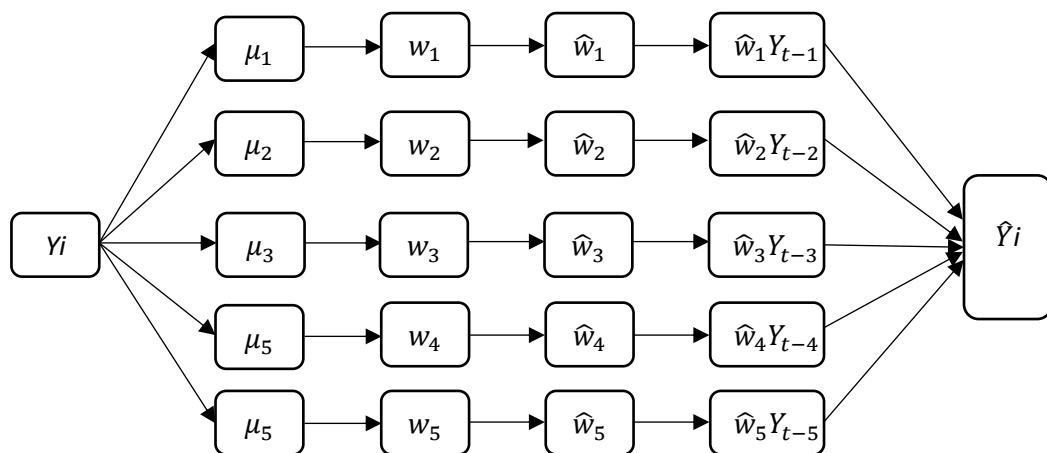 μ₁ w₁ ŵ₁ ŵ₁Yₜ₋₁
μ₂ w₂ ŵ₂ ŵ₂Yₜ₋₂
Yi μ₃ w₃ ŵ₃ ŵ₃Yₜ₋₃ Ŷi
μ₅ w₄ ŵ₄ ŵ₄Yₜ₋₄
μ₅ w₅ ŵ₅ ŵ₅Yₜ₋₅